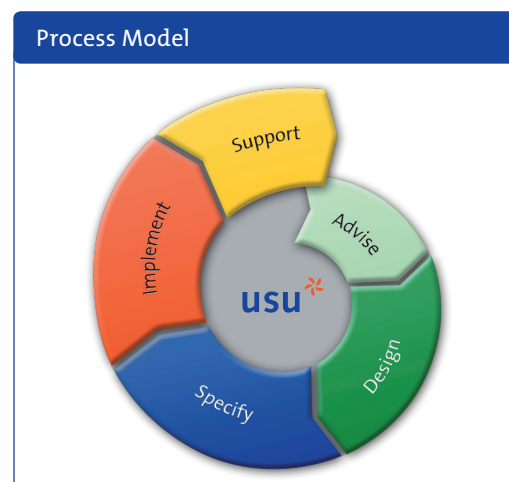 Process Model
Support
Advise
Design
Specify
Implement
usu